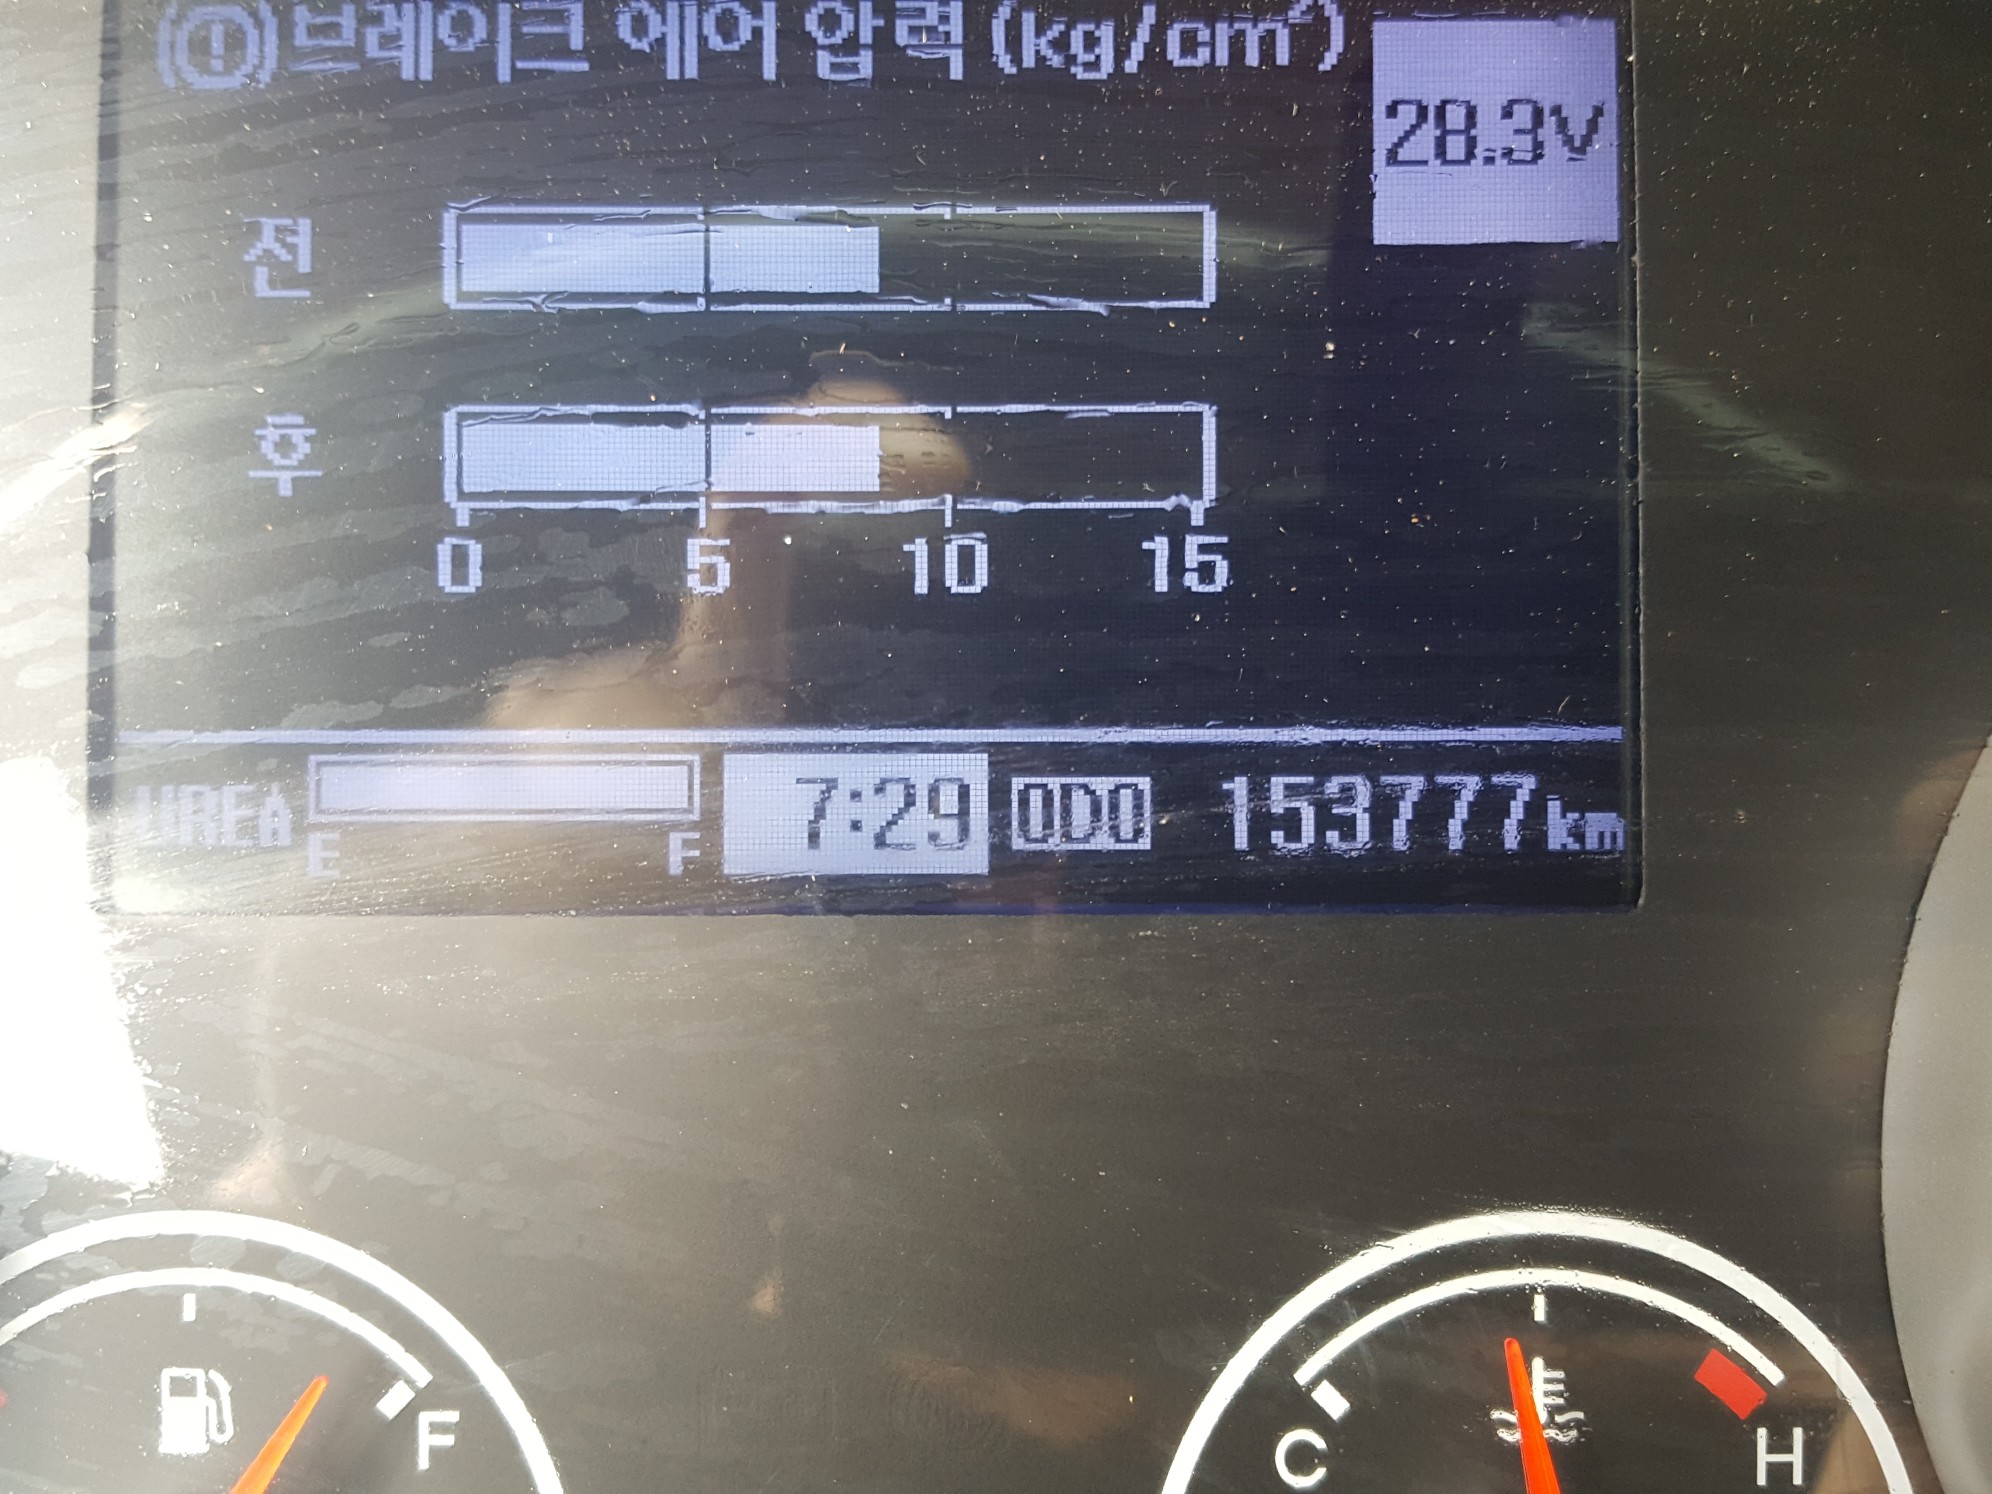 (!)브레이크 에어 압력(kg/cm²)
28.3V
전
후
0 5 10 15
UREA E F 7:29 ODO 153777km
F
C H